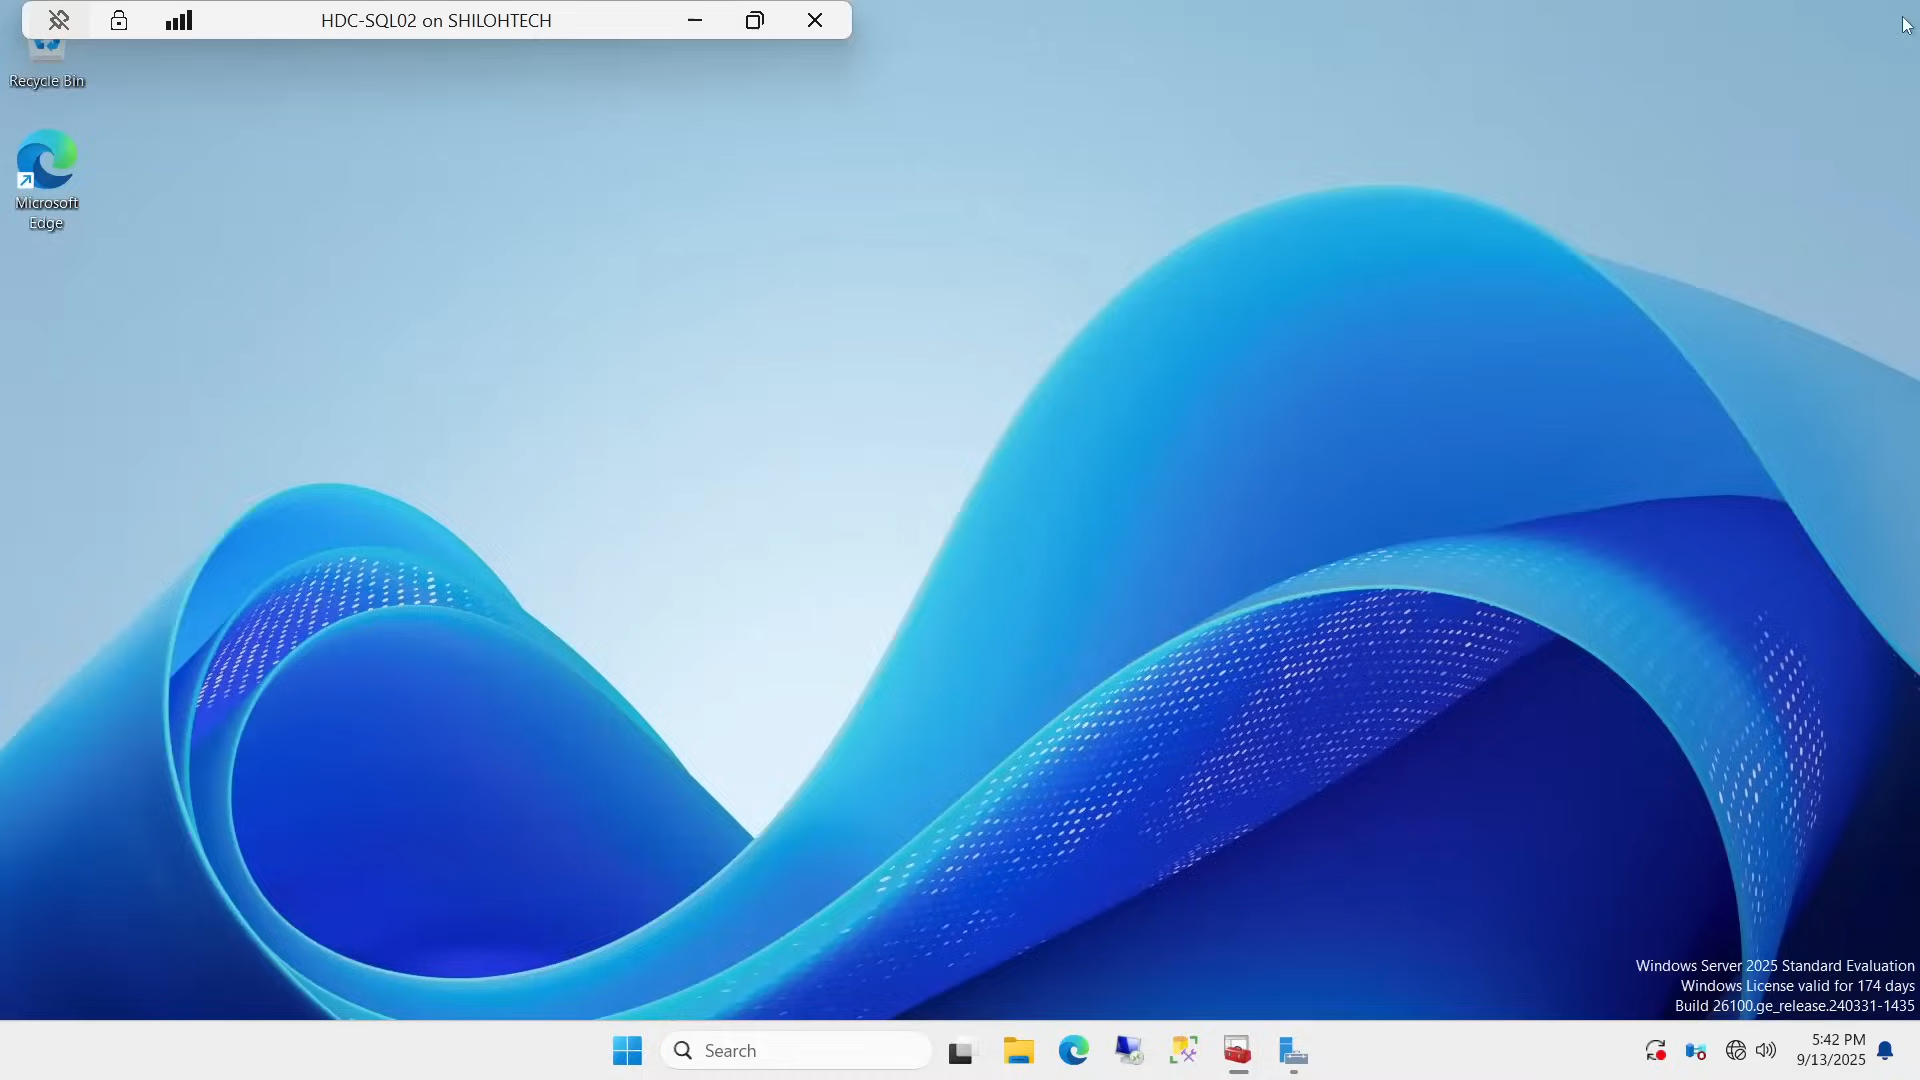 HDC-SQL02 on SHILOHTECH
Recycle Bin
Microsoft
Edge
Windows Server 2025 Standard Evaluation
Windows License valid for 174 days
Build 26100.ge_release.240331-1435
Search
5:42 PM
9/13/2025